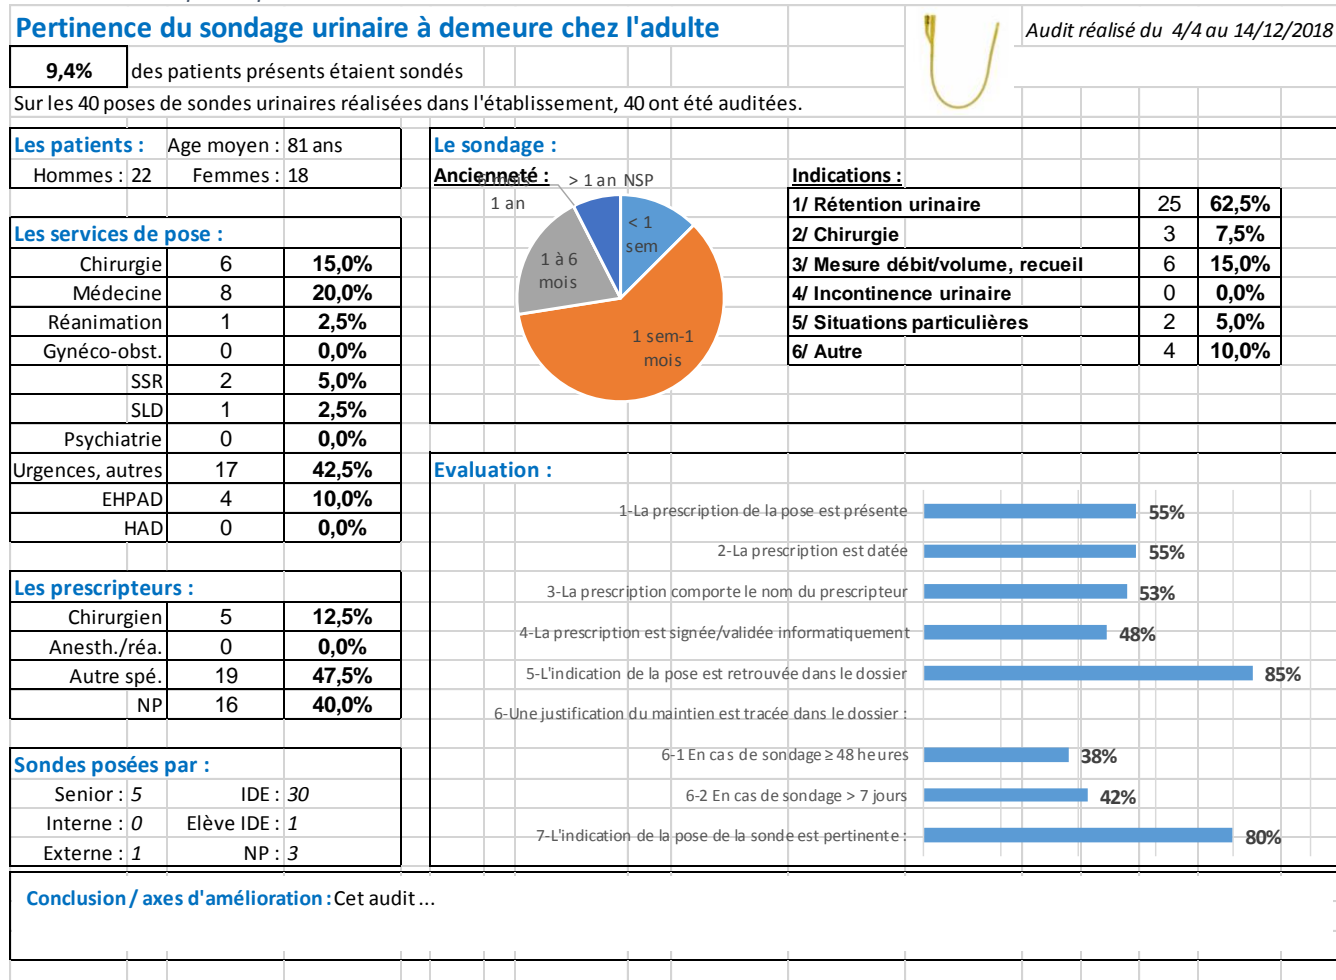 Pertinence du sondage urinaire à demeure chez l'adulte
Audit réalisé du 4/4 au 14/12/2018
9,4% des patients présents étaient sondés
Sur les 40 poses de sondes urinaires réalisées dans l'établissement, 40 ont été auditées.
Les patients : Age moyen : 81 ans
Hommes : 22 Femmes : 18
Les services de pose :
Chirurgie 6 15,0%
Médecine 8 20,0%
Réanimation 1 2,5%
Gynéco-obst. 0 0,0%
SSR 2 5,0%
SLD 1 2,5%
Psychiatrie 0 0,0%
Urgences, autres 17 42,5%
EHPAD 4 10,0%
HAD 0 0,0%
Les prescripteurs :
Chirurgien 5 12,5%
Anesth./réa. 0 0,0%
Autre spé. 19 47,5%
NP 16 40,0%
Sondes posées par :
Senior : 5 IDE : 30
Interne : 0 Elève IDE : 1
Externe : 1 NP : 3
Le sondage :
Ancienneté :
1 an
> 1 an NSP
< 1
sem
1 à 6
mois
1 sem-1
mois
Indications :
1/ Rétention urinaire 25 62,5%
2/ Chirurgie 3 7,5%
3/ Mesure débit/volume, recueil 6 15,0%
4/ Incontinence urinaire 0 0,0%
5/ Situations particulières 2 5,0%
6/ Autre 4 10,0%
Evaluation :
1-La prescription de la pose est présente 55%
2-La prescription est datée 55%
3-La prescription comporte le nom du prescripteur 53%
4-La prescription est signée/validée informatiquement 48%
5-L'indication de la pose est retrouvée dans le dossier 85%
6-Une justification du maintien est tracée dans le dossier :
6-1 En cas de sondage ≥ 48 heures 38%
6-2 En cas de sondage > 7 jours 42%
7-L'indication de la pose de la sonde est pertinente : 80%
Conclusion / axes d'amélioration : Cet audit ...